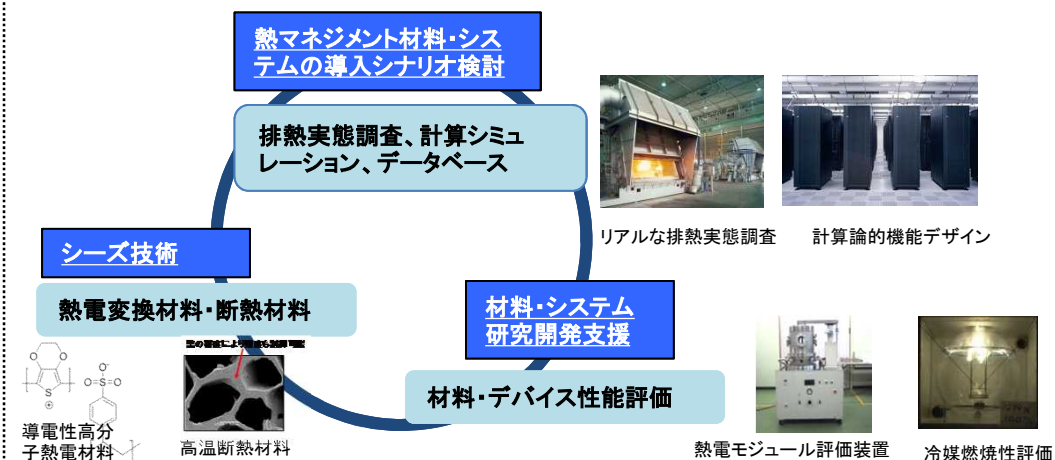 熱マネジメント材料・シス
テムの導入シナリオ検討
排熱実態調査、計算シミュ
レーション、データベース
リアルな排熱実態調査
計算論的機能デザイン
シーズ技術
熱電変換材料・断熱材料
材料・システム
研究開発支援
材料・デバイス性能評価
O
O
S
⊕
O⁻
O=S=O
導電性高分
子熱電材料
高温断熱材料
熱電モジュール評価装置
冷媒燃焼性評価